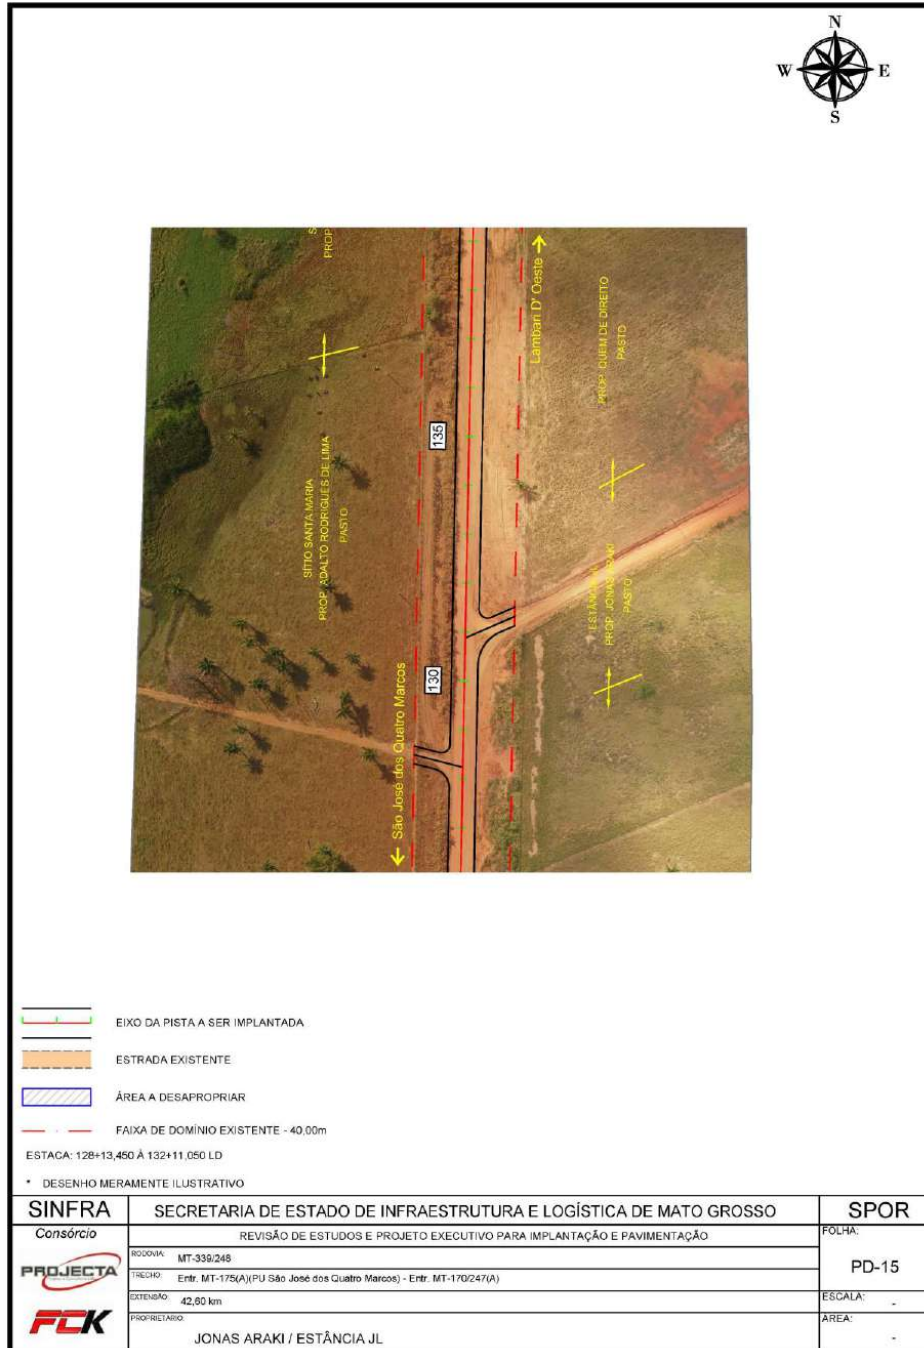 N
W E
S
S
PROP
Lambari D' Oeste
PROP. QUEM DE DIREITO
PASTO
135
SÍTIO SANTA MARIA
PROP. ADALTO RODRIGUES DE LIMA
PASTO
ESTÂNCIA JL
PROP. JONAS ARAKI
PASTO
130
São José dos Quatro Marcos
EIXO DA PISTA A SER IMPLANTADA
ESTRADA EXISTENTE
ÁREA A DESAPROPRIAR
FAIXA DE DOMÍNIO EXISTENTE - 40,00m
ESTACA: 128+13,450 À 132+11,050 LD
* DESENHO MERAMENTE ILUSTRATIVO
SINFRA
SECRETARIA DE ESTADO DE INFRAESTRUTURA E LOGÍSTICA DE MATO GROSSO
SPOR
Consórcio
PROJECTA
FCK
REVISÃO DE ESTUDOS E PROJETO EXECUTIVO PARA IMPLANTAÇÃO E PAVIMENTAÇÃO
RODOVIA: MT-339/248
TRECHO: Entr. MT-175(A)(PU São José dos Quatro Marcos) - Entr. MT-170/247(A)
EXTENSÃO: 42,60 km
PROPRIETÁRIO:
JONAS ARAKI / ESTÂNCIA JL
FOLHA:
PD-15
ESCALA:
-
ÁREA:
-